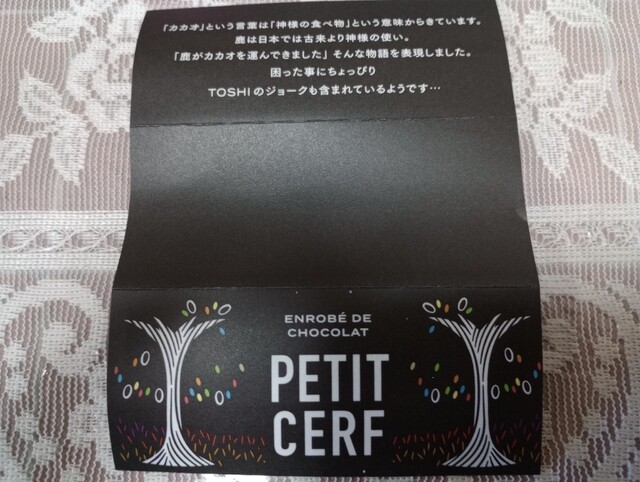 「カカオ」という言葉は「神様の食べ物」という意味からきています。
鹿は日本では古来より神様の使い。
「鹿がカカオを運んできました」そんな物語を表現しました。
困った事にちょっぴり
TOSHIのジョークも含まれているようです…
ENROBÉ DE
CHOCOLAT
PETIT
CERF